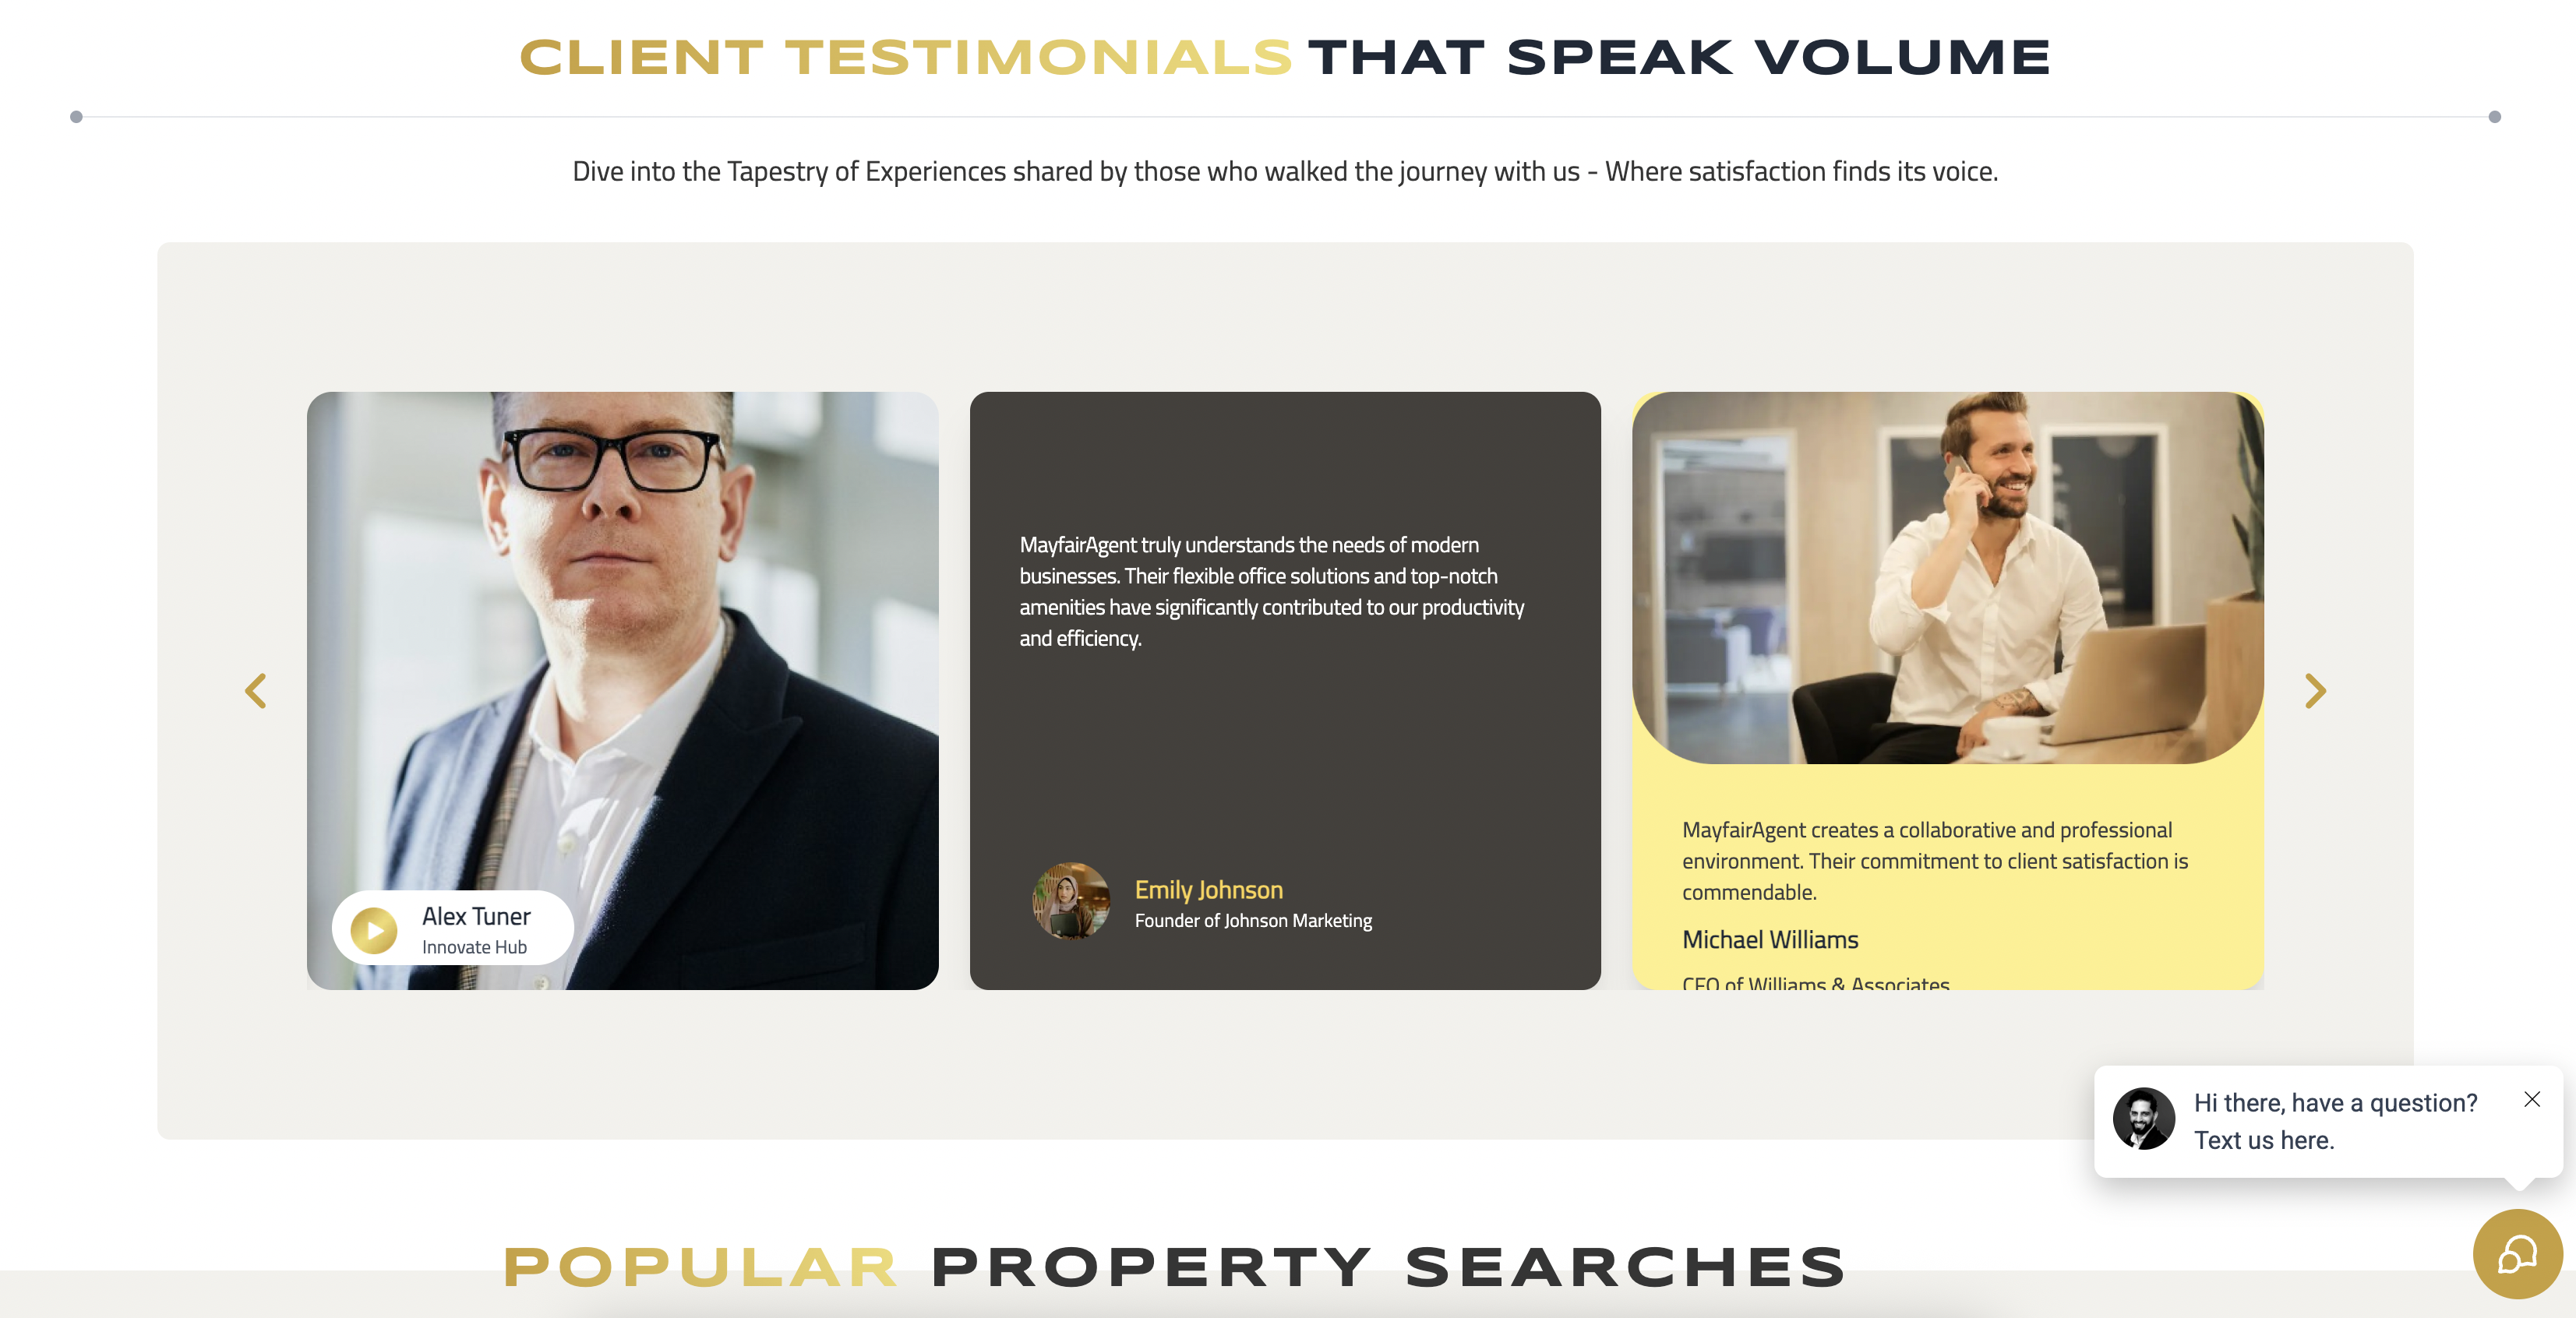 CLIENT TESTIMONIALS THAT SPEAK VOLUME
Dive into the Tapestry of Experiences shared by those who walked the journey with us - Where satisfaction finds its voice.
Alex Tuner
Innovate Hub
MayfairAgent truly understands the needs of modern
businesses. Their flexible office solutions and top-notch
amenities have significantly contributed to our productivity
and efficiency.
Emily Johnson
Founder of Johnson Marketing
MayfairAgent creates a collaborative and professional
environment. Their commitment to client satisfaction is
commendable.
Michael Williams
CEO of Williams & Associates
Hi there, have a question?
Text us here.
POPULAR PROPERTY SEARCHES